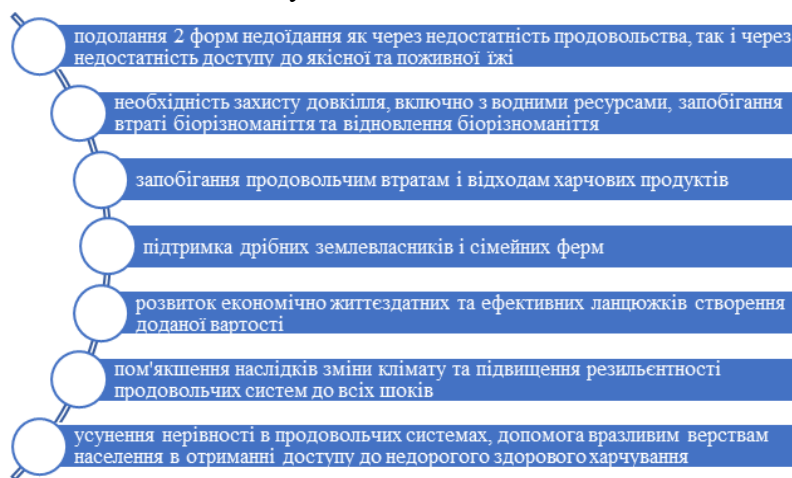 подолання 2 форм недоїдання як через недостатність продовольства, так і через
недостатність доступу до якісної та поживної їжі
необхідність захисту довкілля, включно з водними ресурсами, запобігання
втраті біорізноманіття та відновлення біорізноманіття
запобігання продовольчим втратам і відходам харчових продуктів
підтримка дрібних землевласників і сімейних ферм
розвиток економічно життєздатних та ефективних ланцюжків створення
доданої вартості
пом'якшення наслідків зміни клімату та підвищення резильєнтності
продовольчих систем до всіх шоків
усунення нерівності в продовольчих системах, допомога вразливим верствам
населення в отриманні доступу до недорогого здорового харчування